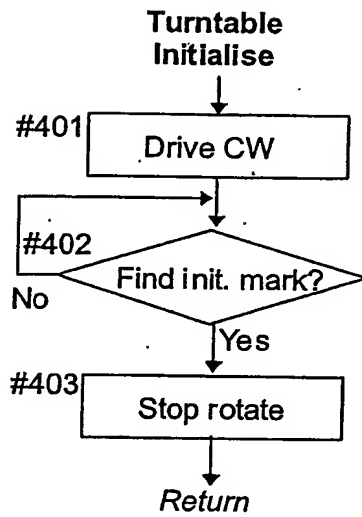 Turntable
Initialise
#401
Drive CW
#402
Find init. mark?
No
Yes
#403
Stop rotate
Return